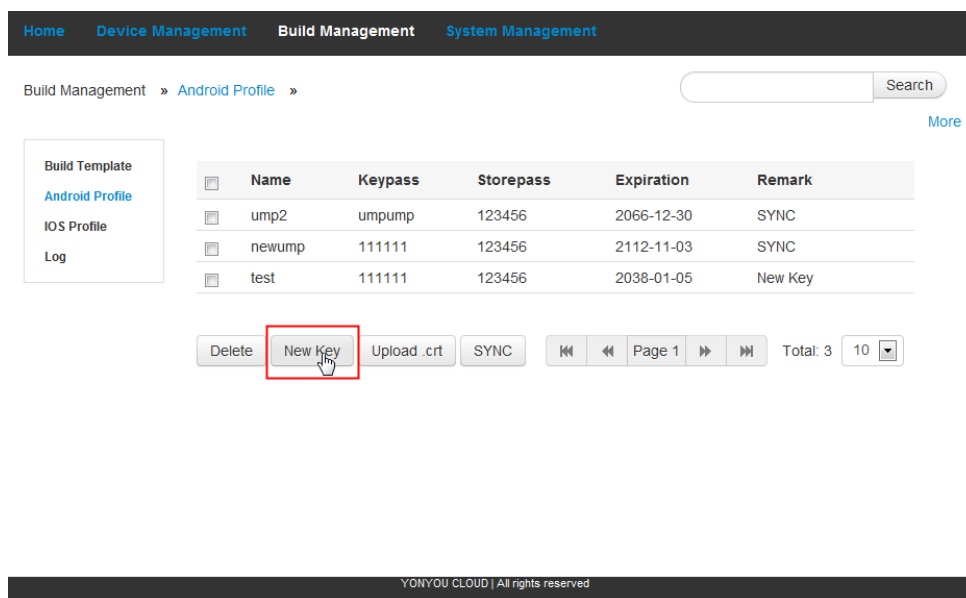 Home Device Management Build Management System Management
Build Management » Android Profile » Search
More
Build Template
Android Profile
IOS Profile
Log
Name Keypass Storepass Expiration Remark
ump2 umpump 123456 2066-12-30 SYNC
newump 111111 123456 2112-11-03 SYNC
test 111111 123456 2038-01-05 New Key
Delete New Key Upload .crt SYNC Page 1 Total: 3 10
YONYOU CLOUD | All rights reserved